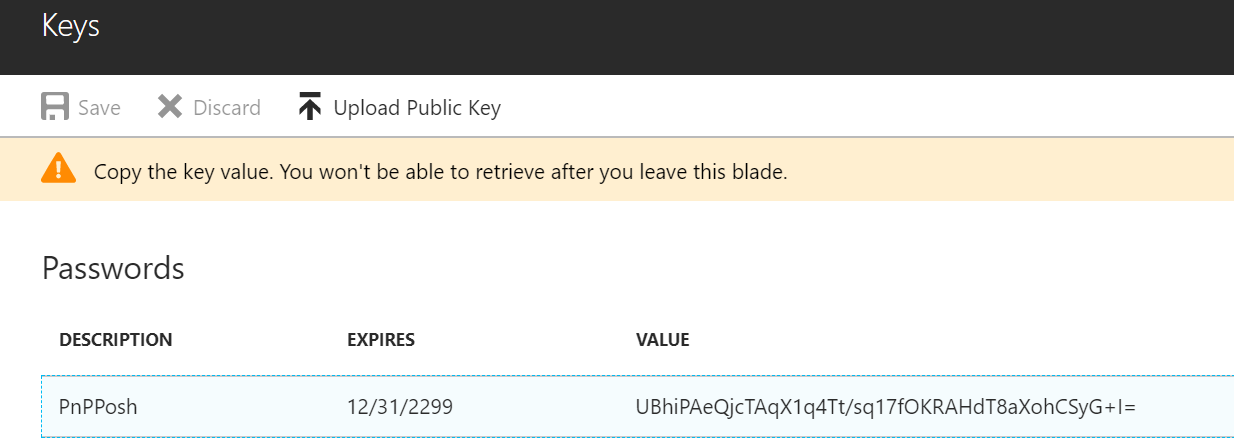 Keys
Save Discard Upload Public Key
Copy the key value. You won't be able to retrieve after you leave this blade.
Passwords
DESCRIPTION EXPIRES VALUE
PnPPosh 12/31/2299 UBhiPAeQjcTAqX1q4Tt/sq17fOKRAHdT8aXohCSyG+I=